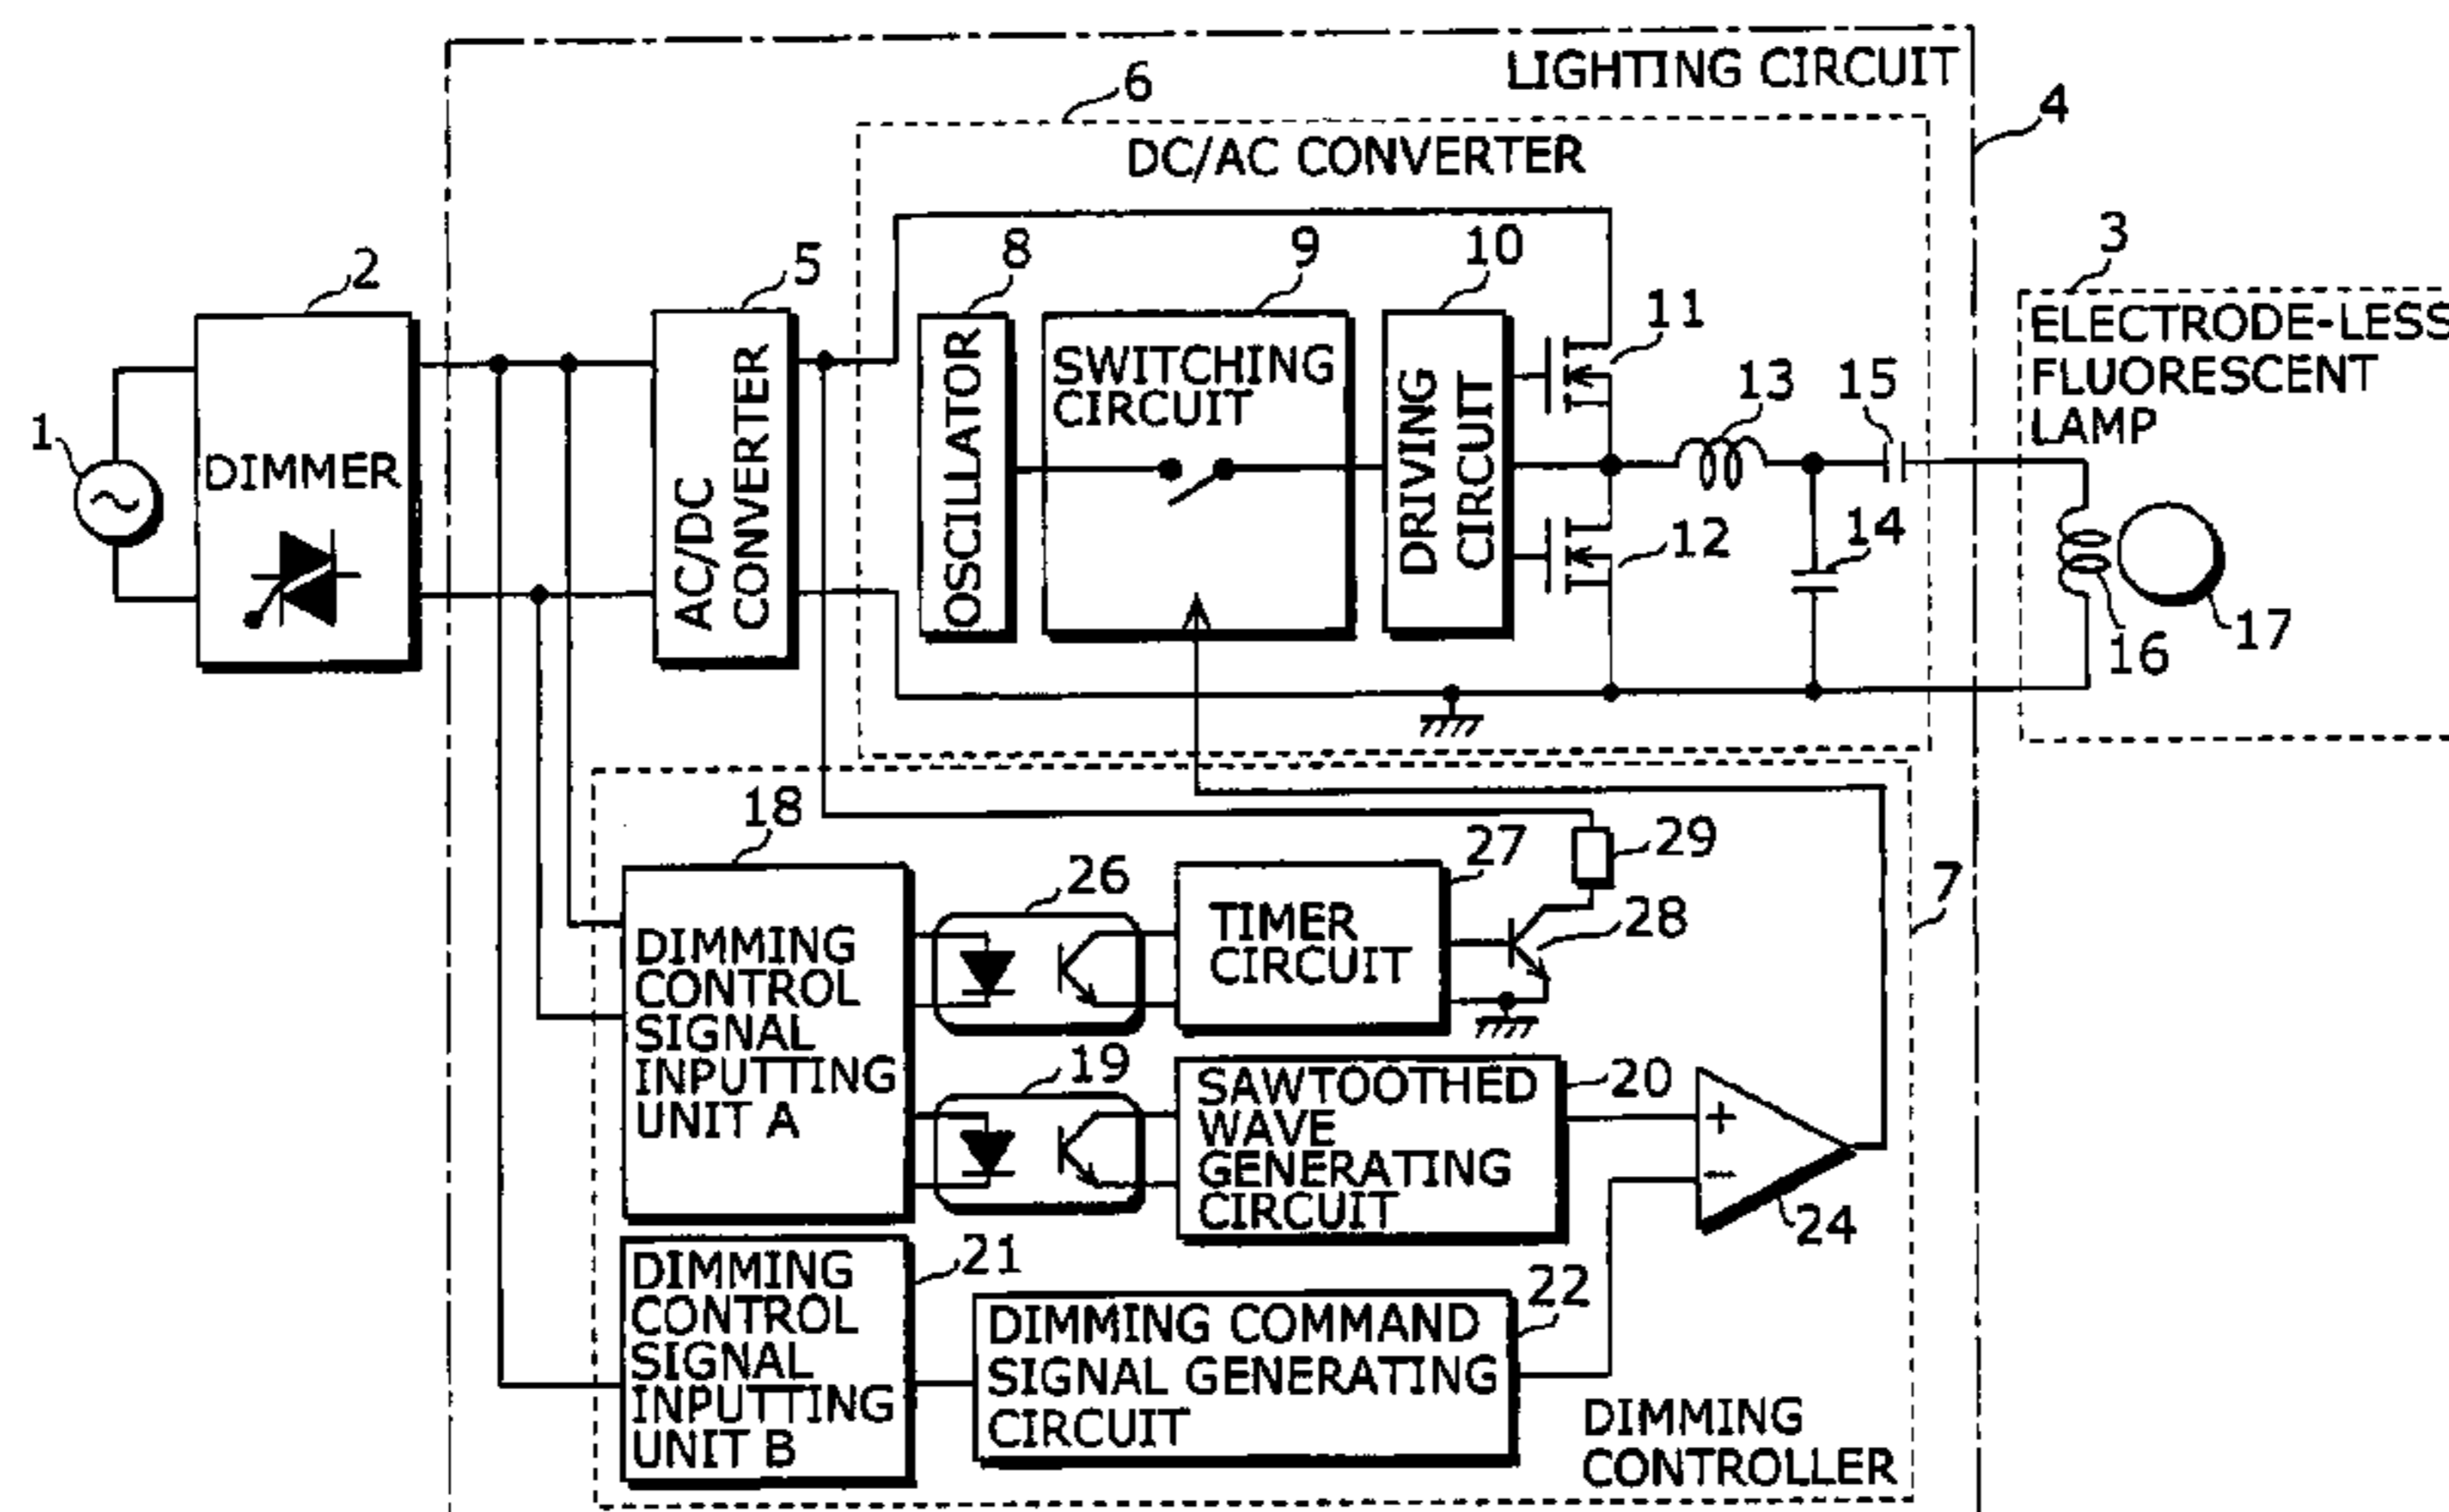 LIGHTING CIRCUIT
6
4
DC/AC CONVERTER
2
5
8
9
10
3
11
ELECTRODE-LESS
FLUORESCENT
LAMP
1
DIMMER
AC/DC
CONVERTER
OSCILLATOR
SWITCHING
CIRCUIT
DRIVING
CIRCUIT
13
15
12
14
16
17
18
29
27
7
26
28
DIMMING
CONTROL
SIGNAL
INPUTTING
UNIT A
TIMER
CIRCUIT
19
SAWTOOTHED
WAVE
GENERATING
CIRCUIT
20
+
−
24
21
DIMMING
CONTROL
SIGNAL
INPUTTING
UNIT B
22
DIMMING COMMAND
SIGNAL GENERATING
CIRCUIT
DIMMING
CONTROLLER